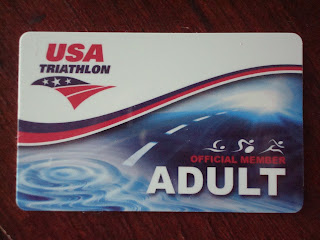 USA
TRIATHLON
OFFICIAL MEMBER
ADULT